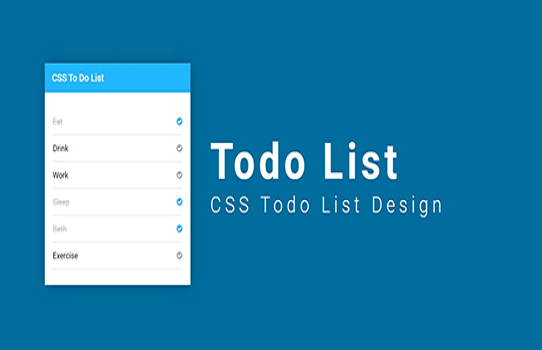 CSS To Do List
Eat
Drink
Work
Sleep
Bath
Exercise
Todo List
CSS Todo List Design